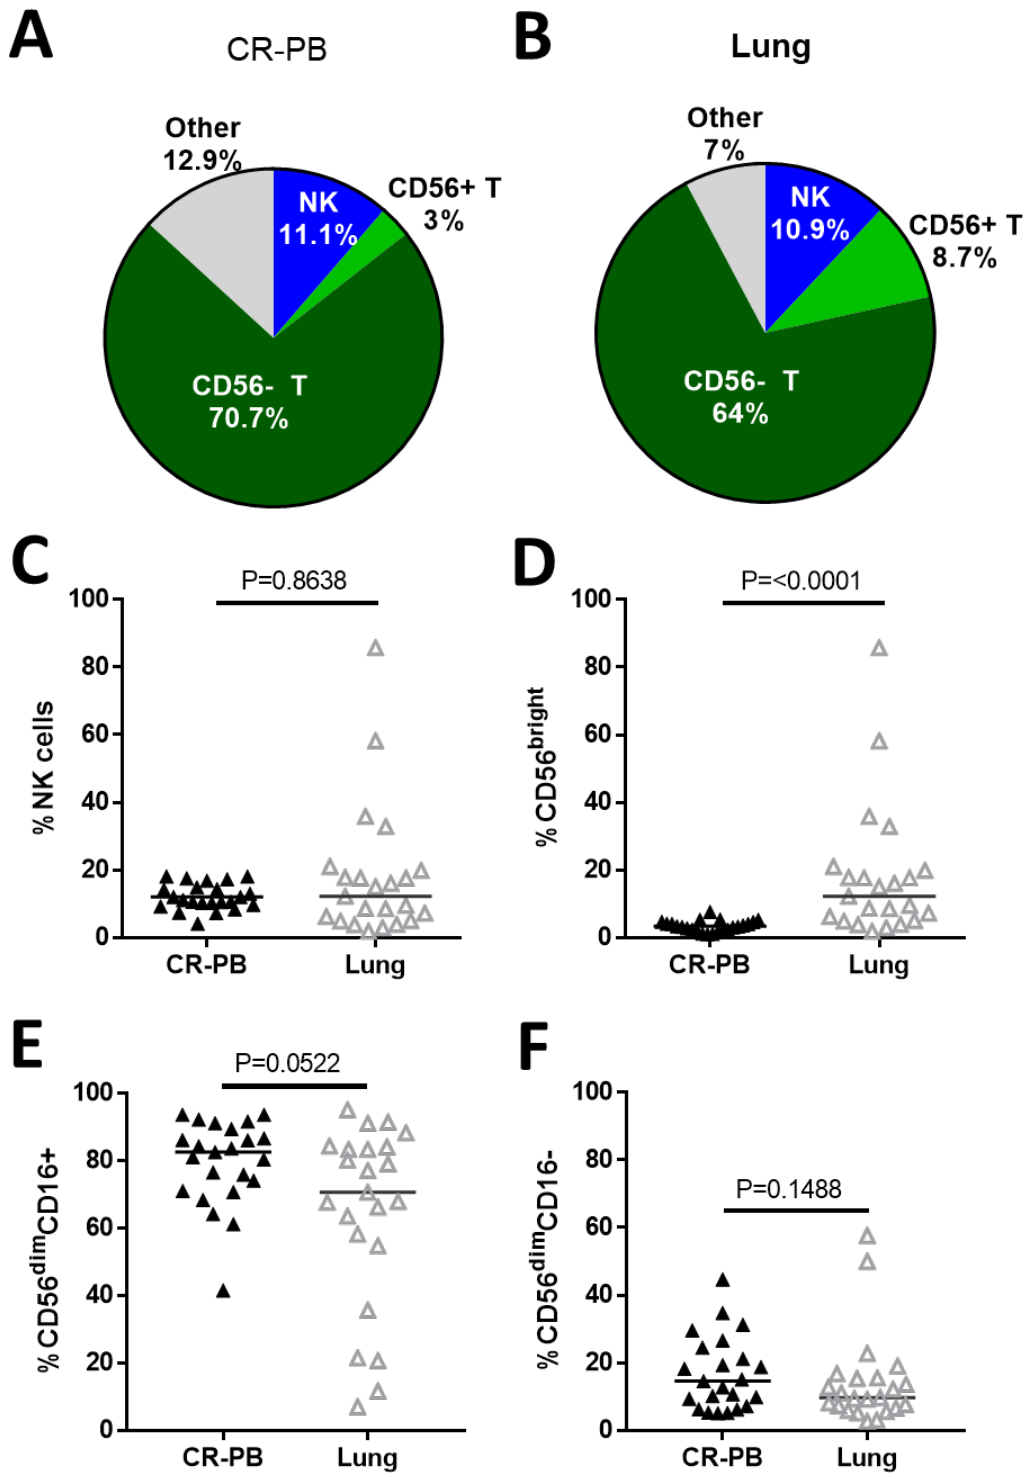 A
CR-PB
Other
12.9%
NK
11.1%
CD56+ T
3%
CD56- T
70.7%
B
Lung
Other
7%
NK
10.9%
CD56+ T
8.7%
CD56- T
64%
C
P=0.8638
% NK cells
100
80
60
40
20
0
CR-PB
Lung
D
P=<0.0001
% CD56bright
100
80
60
40
20
0
CR-PB
Lung
E
P=0.0522
% CD56dimCD16+
100
80
60
40
20
0
CR-PB
Lung
F
P=0.1488
% CD56dimCD16-
100
80
60
40
20
0
CR-PB
Lung